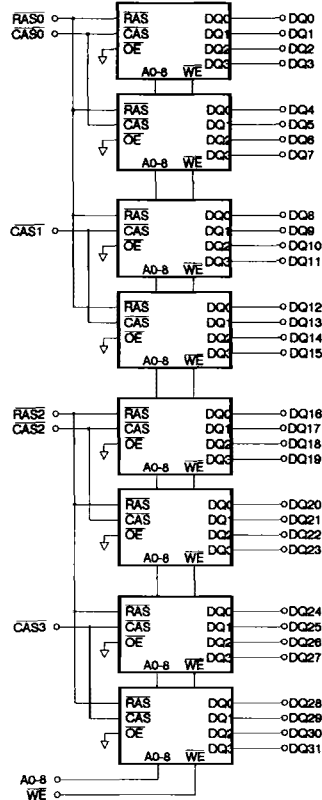 RAS0 RAS DQ0 DQ0
CAS0 CAS DQ1 DQ1
OE DQ2 DQ2
DQ3 DQ3
A0-8 WE
RAS DQ0 DQ4
CAS DQ1 DQ5
OE DQ2 DQ6
DQ3 DQ7
A0-8 WE
RAS DQ0 DQ8
CAS1 CAS DQ1 DQ9
OE DQ2 DQ10
DQ3 DQ11
A0-8 WE
RAS DQ0 DQ12
CAS DQ1 DQ13
OE DQ2 DQ14
DQ3 DQ15
A0-8 WE
RAS2 RAS DQ0 DQ16
CAS2 CAS DQ1 DQ17
OE DQ2 DQ18
DQ3 DQ19
A0-8 WE
RAS DQ0 DQ20
CAS DQ1 DQ21
OE DQ2 DQ22
DQ3 DQ23
A0-8 WE
RAS DQ0 DQ24
CAS3 CAS DQ1 DQ25
OE DQ2 DQ26
DQ3 DQ27
A0-8 WE
RAS DQ0 DQ28
CAS DQ1 DQ29
OE DQ2 DQ30
DQ3 DQ31
A0-8 WE
A0-8
WE